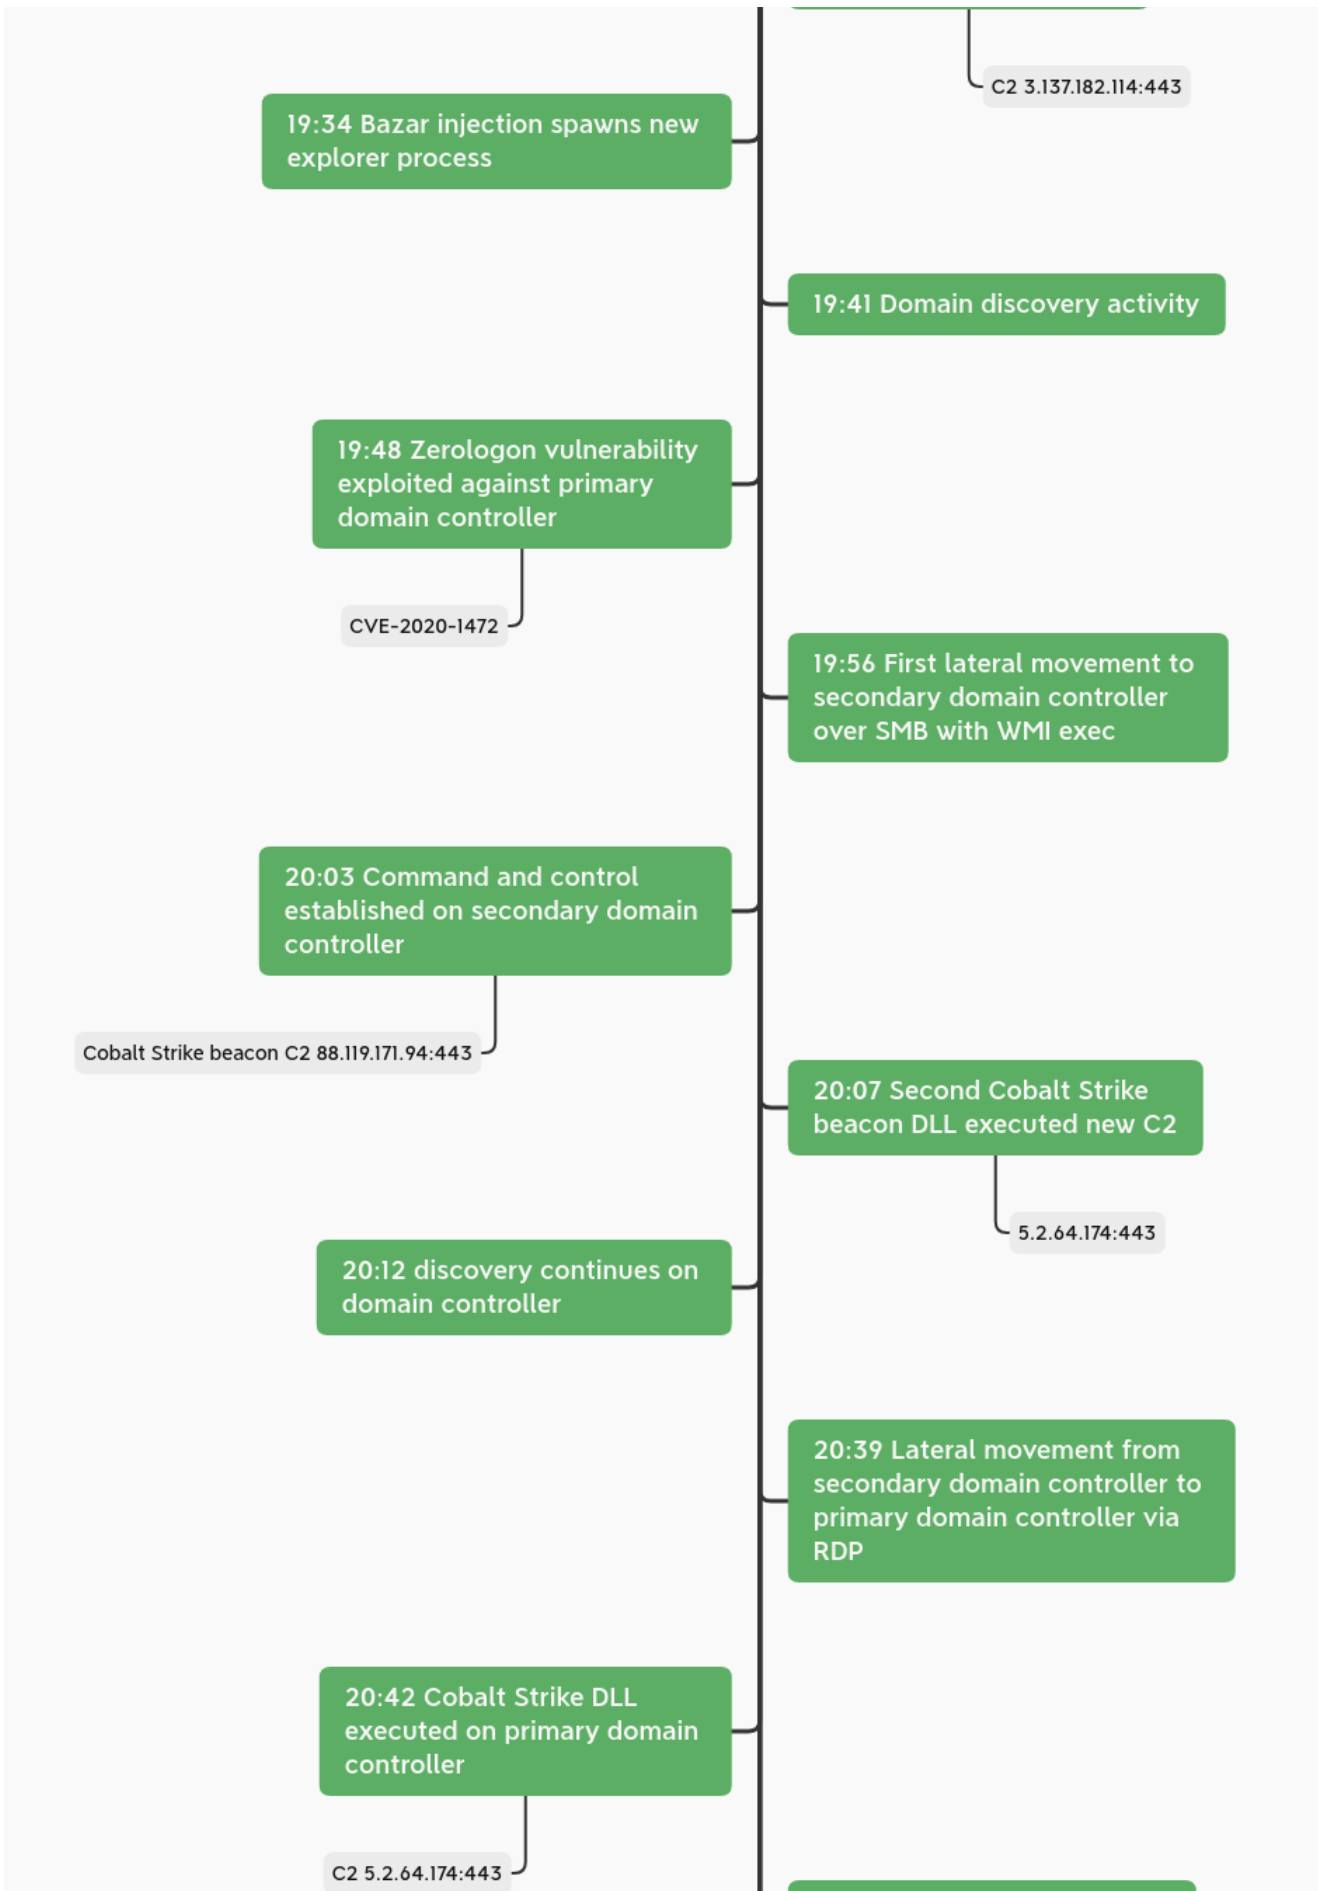 C2 3.137.182.114:443
19:34 Bazar injection spawns new
explorer process
19:41 Domain discovery activity
19:48 Zerologon vulnerability
exploited against primary
domain controller
CVE-2020-1472
19:56 First lateral movement to
secondary domain controller
over SMB with WMI exec
20:03 Command and control
established on secondary domain
controller
Cobalt Strike beacon C2 88.119.171.94:443
20:07 Second Cobalt Strike
beacon DLL executed new C2
5.2.64.174:443
20:12 discovery continues on
domain controller
20:39 Lateral movement from
secondary domain controller to
primary domain controller via
RDP
20:42 Cobalt Strike DLL
executed on primary domain
controller
C2 5.2.64.174:443